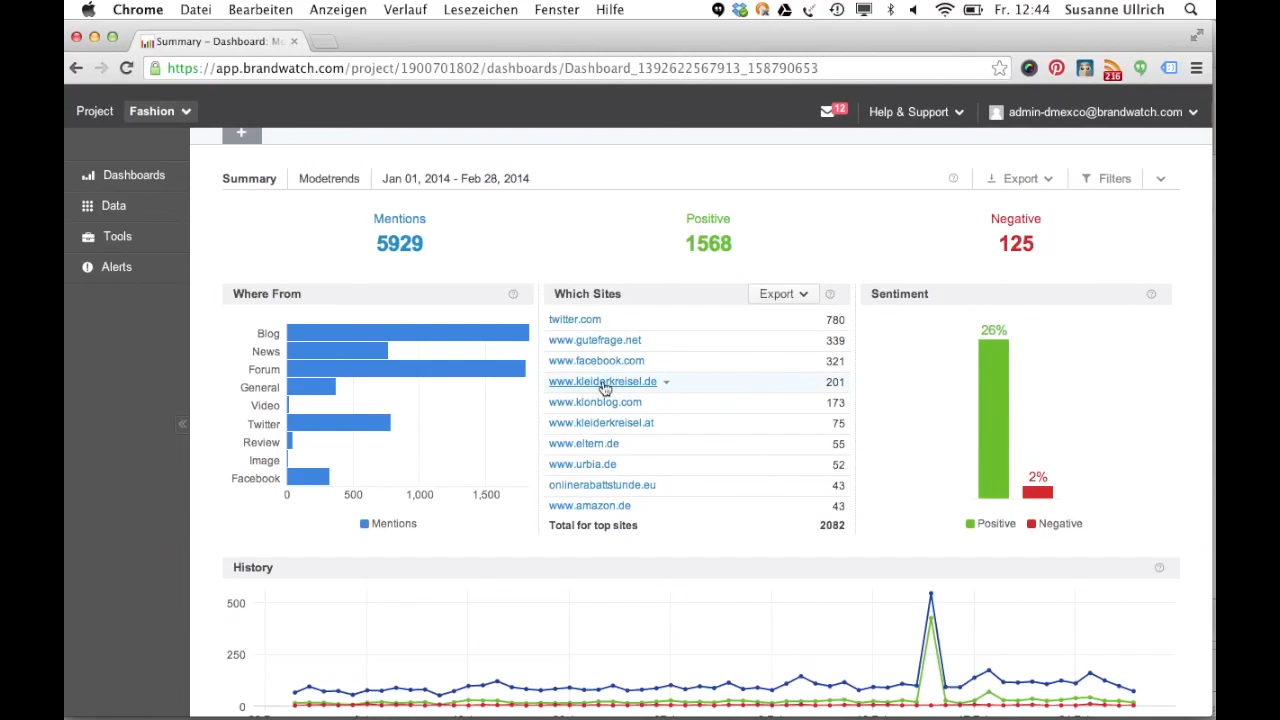 Chrome Datei Bearbeiten Anzeigen Verlauf Lesezeichen Fenster Hilfe Fr. 12:44 Susanne Ullrich
Summary – Dashboard: Mo
https://app.brandwatch.com/project/1900701802/dashboards/Dashboard_1392622567913_158790653
216
Project Fashion 12 Help & Support admin-dmexco@brandwatch.com
+
Dashboards
Data
Tools
Alerts
Summary Modetrends Jan 01, 2014 - Feb 28, 2014 Export Filters
Mentions Positive Negative
5929 1568 125
Where From Which Sites Export Sentiment
Blog
News
Forum
General
Video
Twitter
Review
Image
Facebook
0 500 1,000 1,500
Mentions
twitter.com 780
www.gutefrage.net 339
www.facebook.com 321
www.kleiderkreisel.de 201
www.klonblog.com 173
www.kleiderkreisel.at 75
www.eltern.de 55
www.urbia.de 52
onlinerabattstunde.eu 43
www.amazon.de 43
Total for top sites 2082
26%
2%
Positive Negative
History
500
250
0